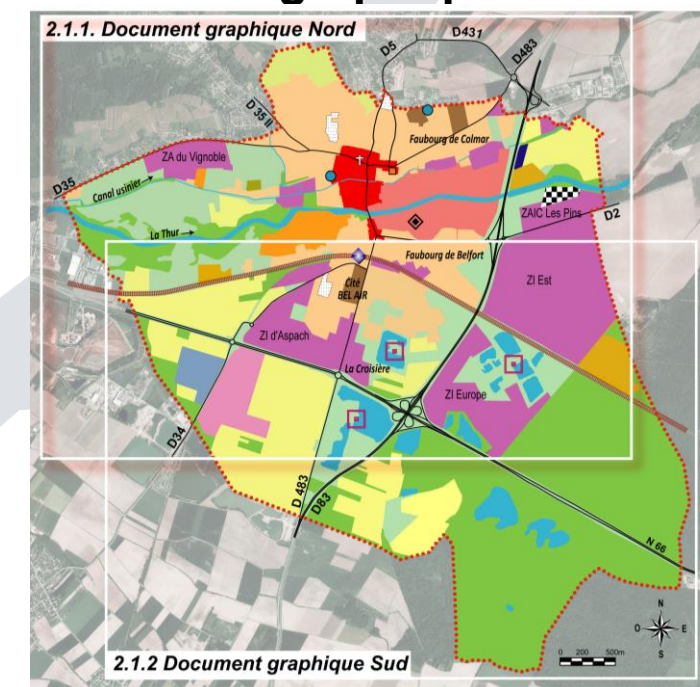 2.1.1. Document graphique Nord
D5
D431
D483
D 35 II
Faubourg de Colmar
ZA du Vignoble
D35
Canal usinier
ZAIC Les Pins
D2
La Thur
Faubourg de Belfort
Cité
BEL AIR
ZI Est
ZI d'Aspach
La Croisière
ZI Europe
D34
D 483
D83
N 66
N
O
E
S
0 200 500m
2.1.2 Document graphique Sud